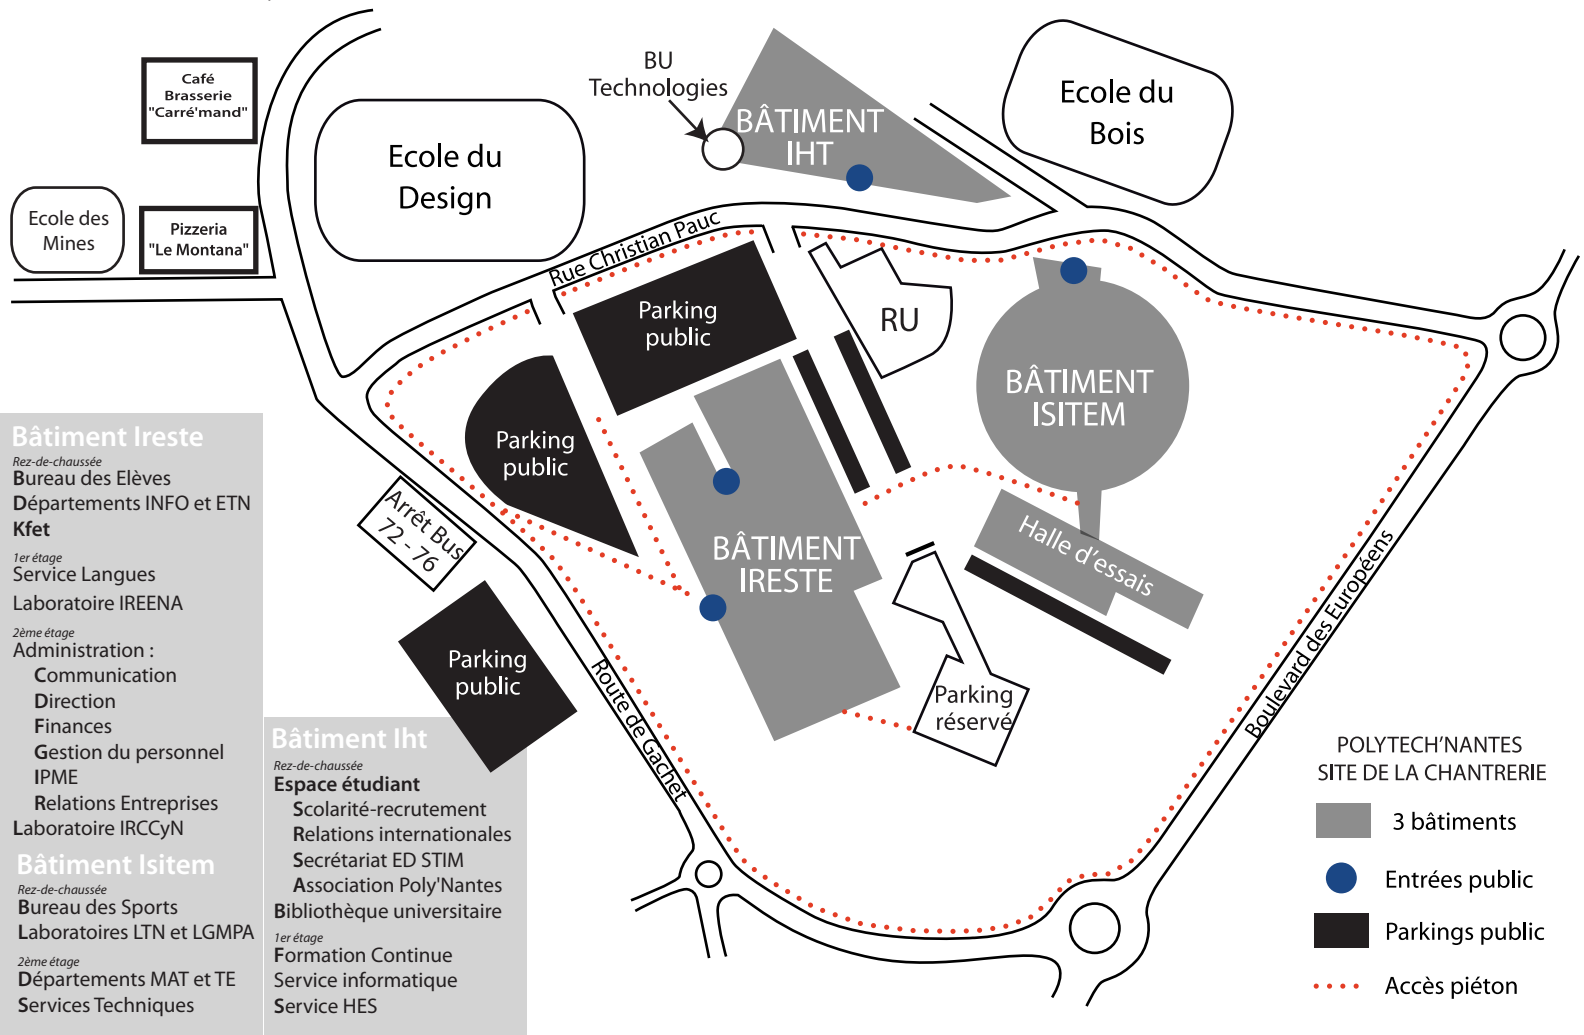 Café
Brasserie
"Carré'mand"
Ecole des
Mines
Pizzeria
"Le Montana"
Ecole du
Design
BU
Technologies
BÂTIMENT
IHT
Ecole du
Bois
Rue Christian Pauc
Parking
public
RU
BÂTIMENT
ISITEM
Parking
public
Arrêt Bus
72 - 76
BÂTIMENT
IRESTE
Halle d'essais
Parking
public
Route de Gachet
Parking
réservé
Boulevard des Européens
Bâtiment Ireste
Rez-de-chaussée
Bureau des Elèves
Départements INFO et ETN
Kfet
1er étage
Service Langues
Laboratoire IREENA
2ème étage
Administration :
Communication
Direction
Finances
Gestion du personnel
IPME
Relations Entreprises
Laboratoire IRCCyN
Bâtiment Isitem
Rez-de-chaussée
Bureau des Sports
Laboratoires LTN et LGMPA
2ème étage
Départements MAT et TE
Services Techniques
Bâtiment Iht
Rez-de-chaussée
Espace étudiant
Scolarité-recrutement
Relations internationales
Secrétariat ED STIM
Association Poly'Nantes
Bibliothèque universitaire
1er étage
Formation Continue
Service informatique
Service HES
POLYTECH'NANTES
SITE DE LA CHANTRERIE
3 bâtiments
Entrées public
Parkings public
Accès piéton